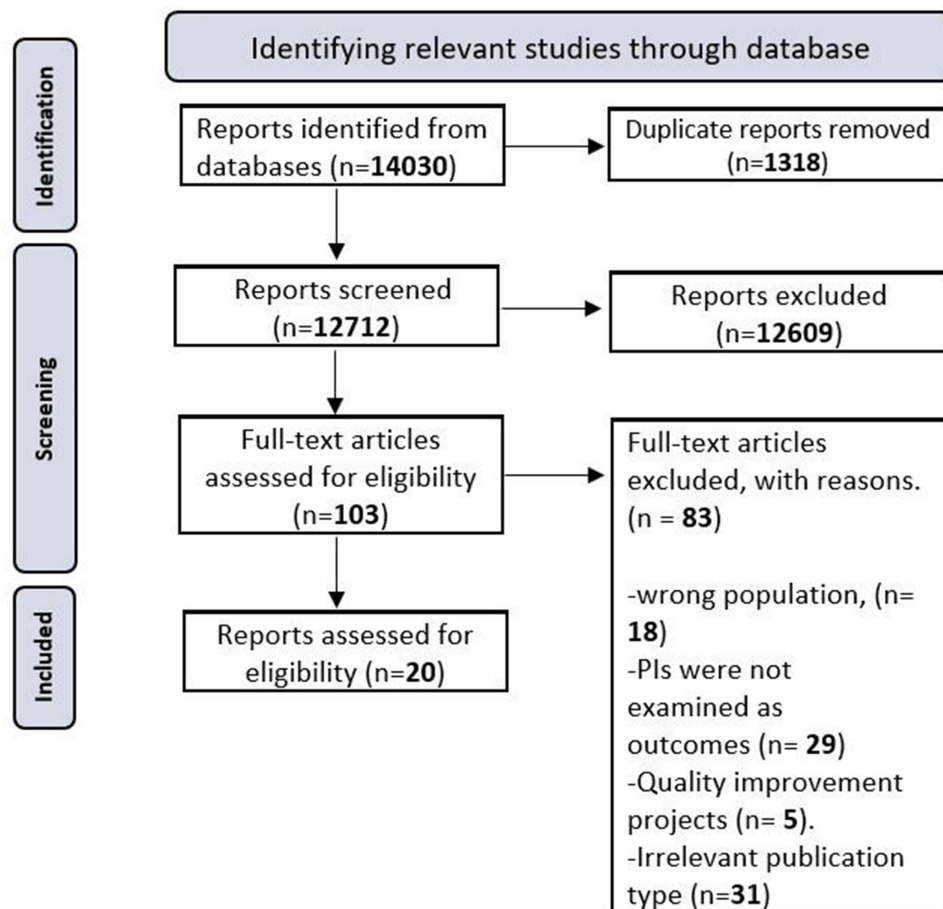 Identifying relevant studies through database
Identification
Reports identified from
databases (n=14030)
Duplicate reports removed
(n=1318)
Screening
Reports screened
(n=12712)
Reports excluded
(n=12609)
Full-text articles
assessed for eligibility
(n=103)
Full-text articles
excluded, with reasons.
(n = 83)
-wrong population, (n=
18)
-PIs were not
examined as
outcomes (n= 29)
-Quality improvement
projects (n= 5).
-Irrelevant publication
type (n=31)
Included
Reports assessed for
eligibility (n=20)